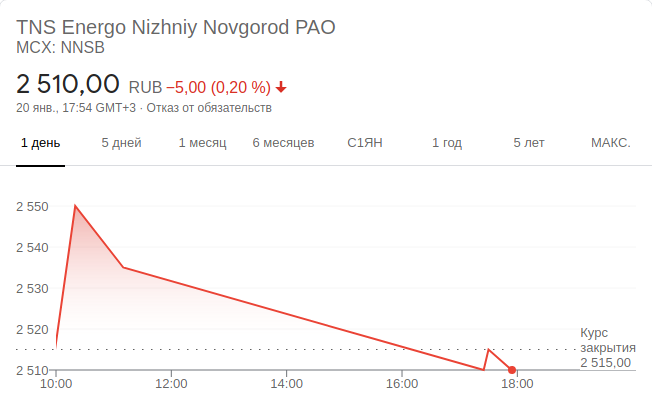 TNS Energo Nizhniy Novgorod PAO
MCX: NNSB
2 510,00 RUB −5,00 (0,20 %)
20 янв., 17:54 GMT+3 · Отказ от обязательств
1 день 5 дней 1 месяц 6 месяцев С1ЯН 1 год 5 лет МАКС.
2 550
2 540
2 530
2 520
2 510
Курс
закрытия
2 515,00
10:00 12:00 14:00 16:00 18:00